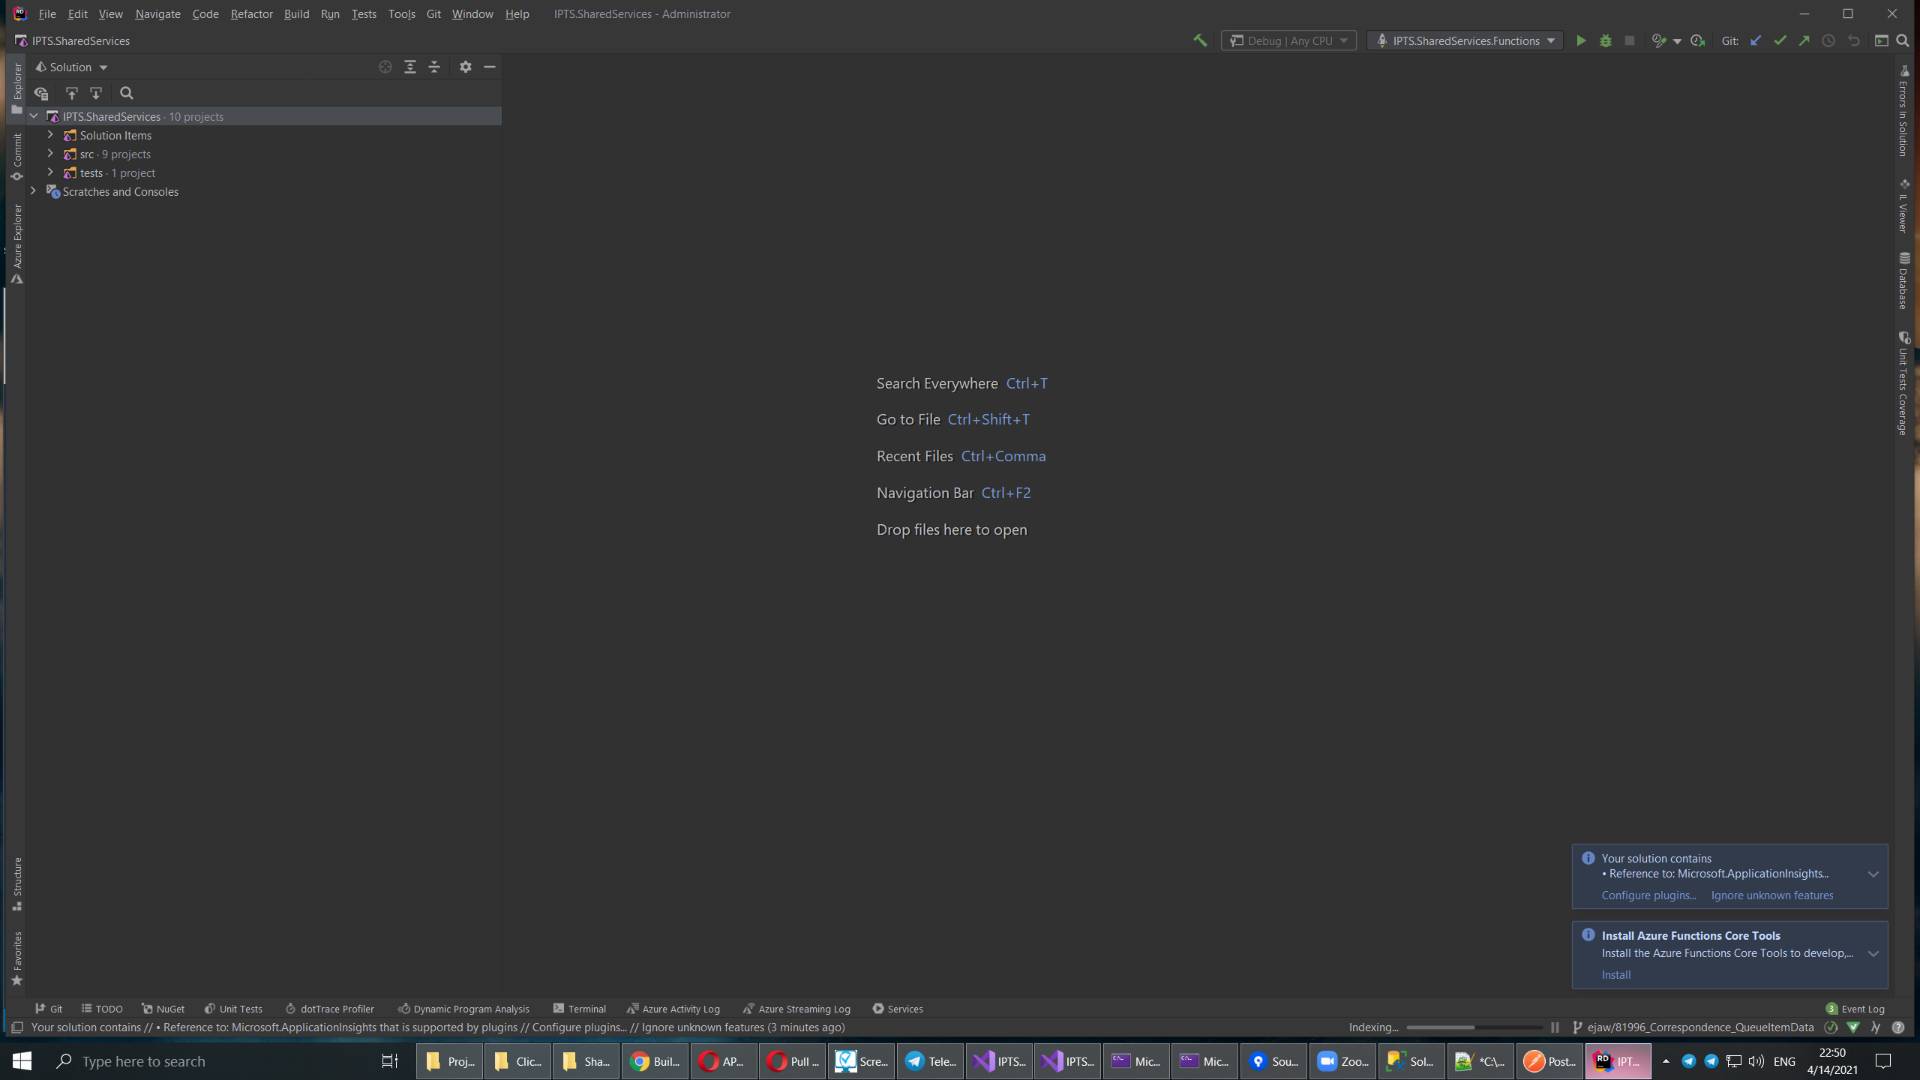 File Edit View Navigate Code Refactor Build Run Tests Tools Git Window Help IPTS.SharedServices - Administrator
IPTS.SharedServices
Debug | Any CPU
IPTS.SharedServices.Functions
Git:
Solution
IPTS.SharedServices · 10 projects
Solution Items
src · 9 projects
tests · 1 project
Scratches and Consoles
Explorer
Commit
Azure Explorer
Structure
Favorites
Search Everywhere Ctrl+T
Go to File Ctrl+Shift+T
Recent Files Ctrl+Comma
Navigation Bar Ctrl+F2
Drop files here to open
Errors In Solution
IL Viewer
Database
Unit Tests Coverage
Your solution contains
• Reference to: Microsoft.ApplicationInsights...
Configure plugins... Ignore unknown features
Install Azure Functions Core Tools
Install the Azure Functions Core Tools to develop,...
Install
Git TODO NuGet Unit Tests dotTrace Profiler Dynamic Program Analysis Terminal Azure Activity Log Azure Streaming Log Services 3 Event Log
Your solution contains // • Reference to: Microsoft.ApplicationInsights that is supported by plugins // Configure plugins... // Ignore unknown features (3 minutes ago) Indexing... ejaw/81996_Correspondence_QueueItemData
Type here to search Proj... Clic... Sha... Buil... AP... Pull ... Scre... Tele... IPTS... IPTS... Mic... Mic... Sou... Zoo... Sol... *C:\... Post... IPT... ENG 22:50
4/14/2021